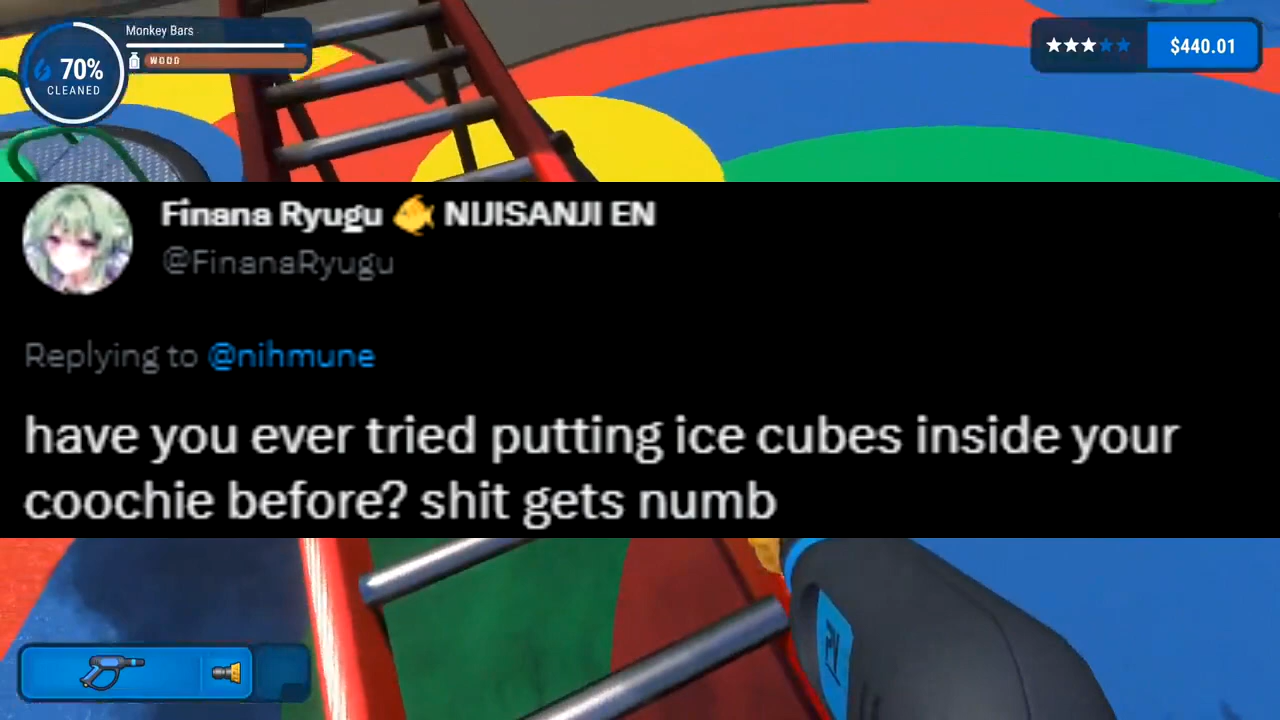 Monkey Bars
70%
CLEANED
$440.01
Finana Ryugu 🐠 NIJISANJI EN
@FinanaRyugu
Replying to @nihmune
have you ever tried putting ice cubes inside your
coochie before? shit gets numb